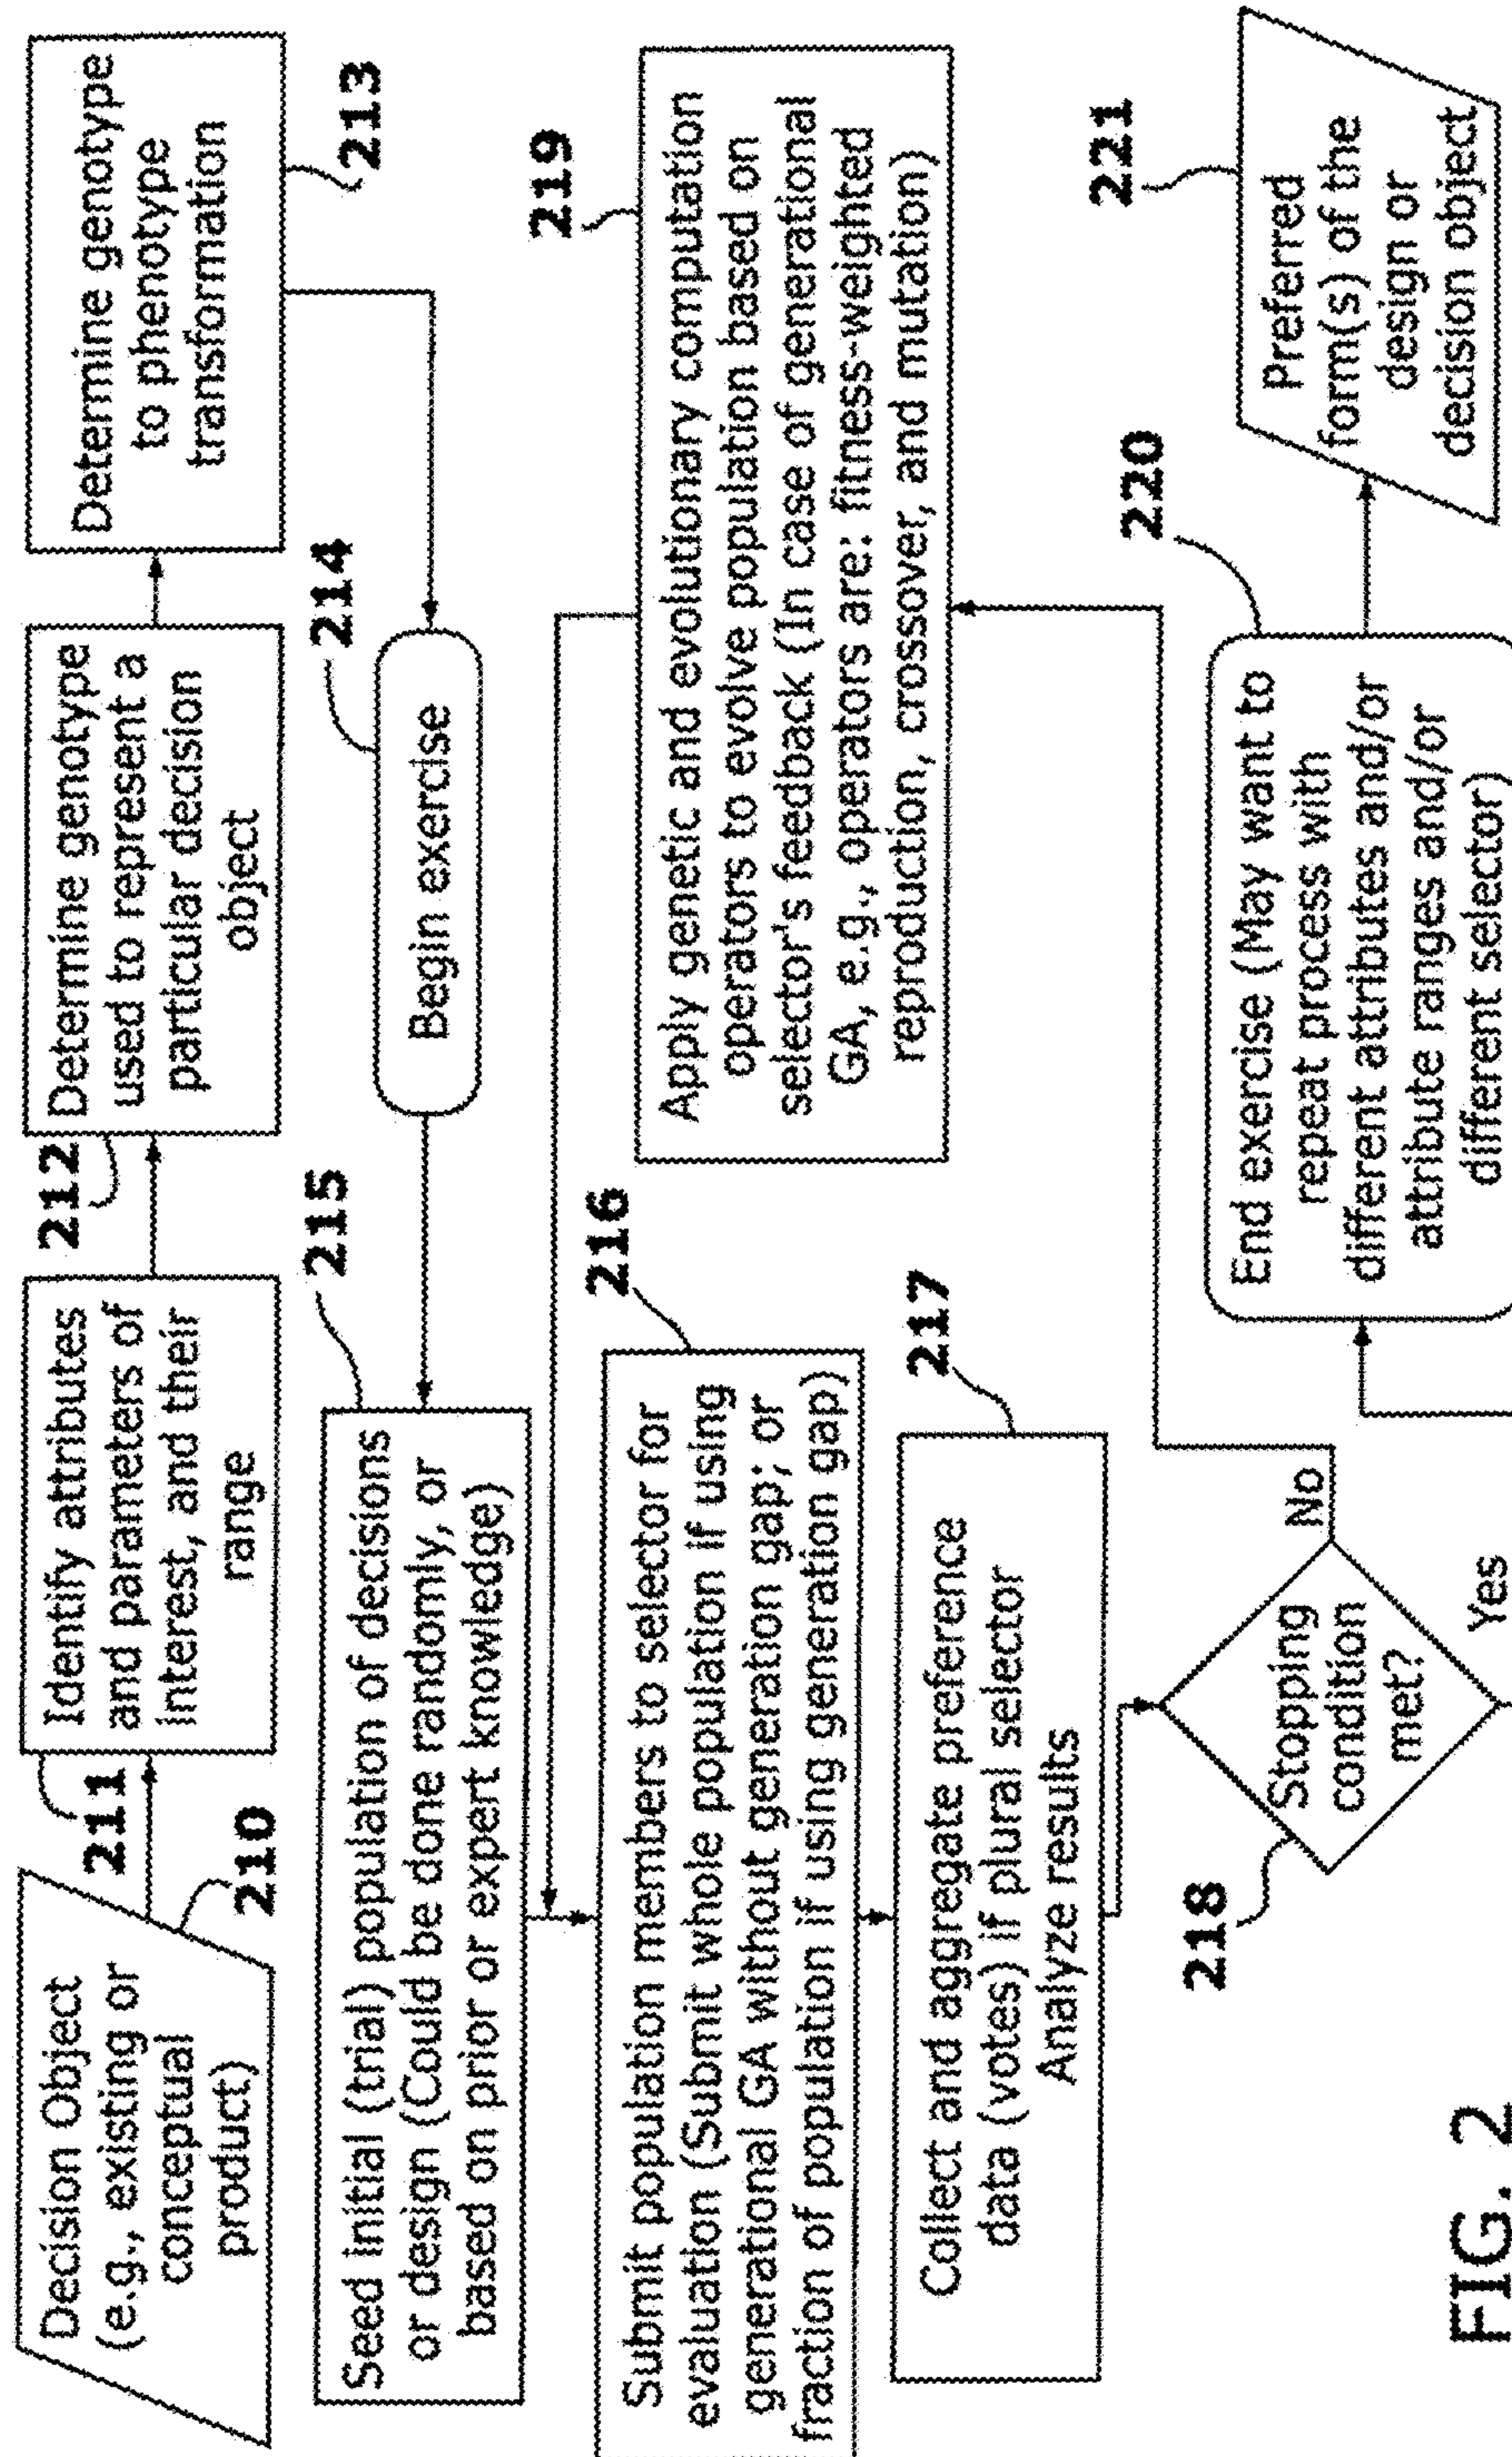 Decision Object
(e.g., existing or
conceptual
product)
210
211
Identify attributes
and parameters of
interest, and their
range
212
Determine genotype
used to represent a
particular decision
object
Determine genotype
to phenotype
transformation
213
214
Begin exercise
215
Seed initial (trial) population of decisions
or design (Could be done randomly, or
based on prior or expert knowledge)
216
Submit population members to selector for
evaluation (Submit whole population if using
generational GA without generation gap; or
fraction of population if using generation gap)
217
Collect and aggregate preference
data (votes) if plural selector
Analyze results
218
Stopping
condition
met?
No
Yes
219
Apply genetic and evolutionary computation
operators to evolve population based on
selector's feedback (In case of generational
GA, e.g., operators are: fitness-weighted
reproduction, crossover, and mutation)
220
End exercise (May want to
repeat process with
different attributes and/or
attribute ranges and/or
different selector)
221
Preferred
form(s) of the
design or
decision object
FIG. 2